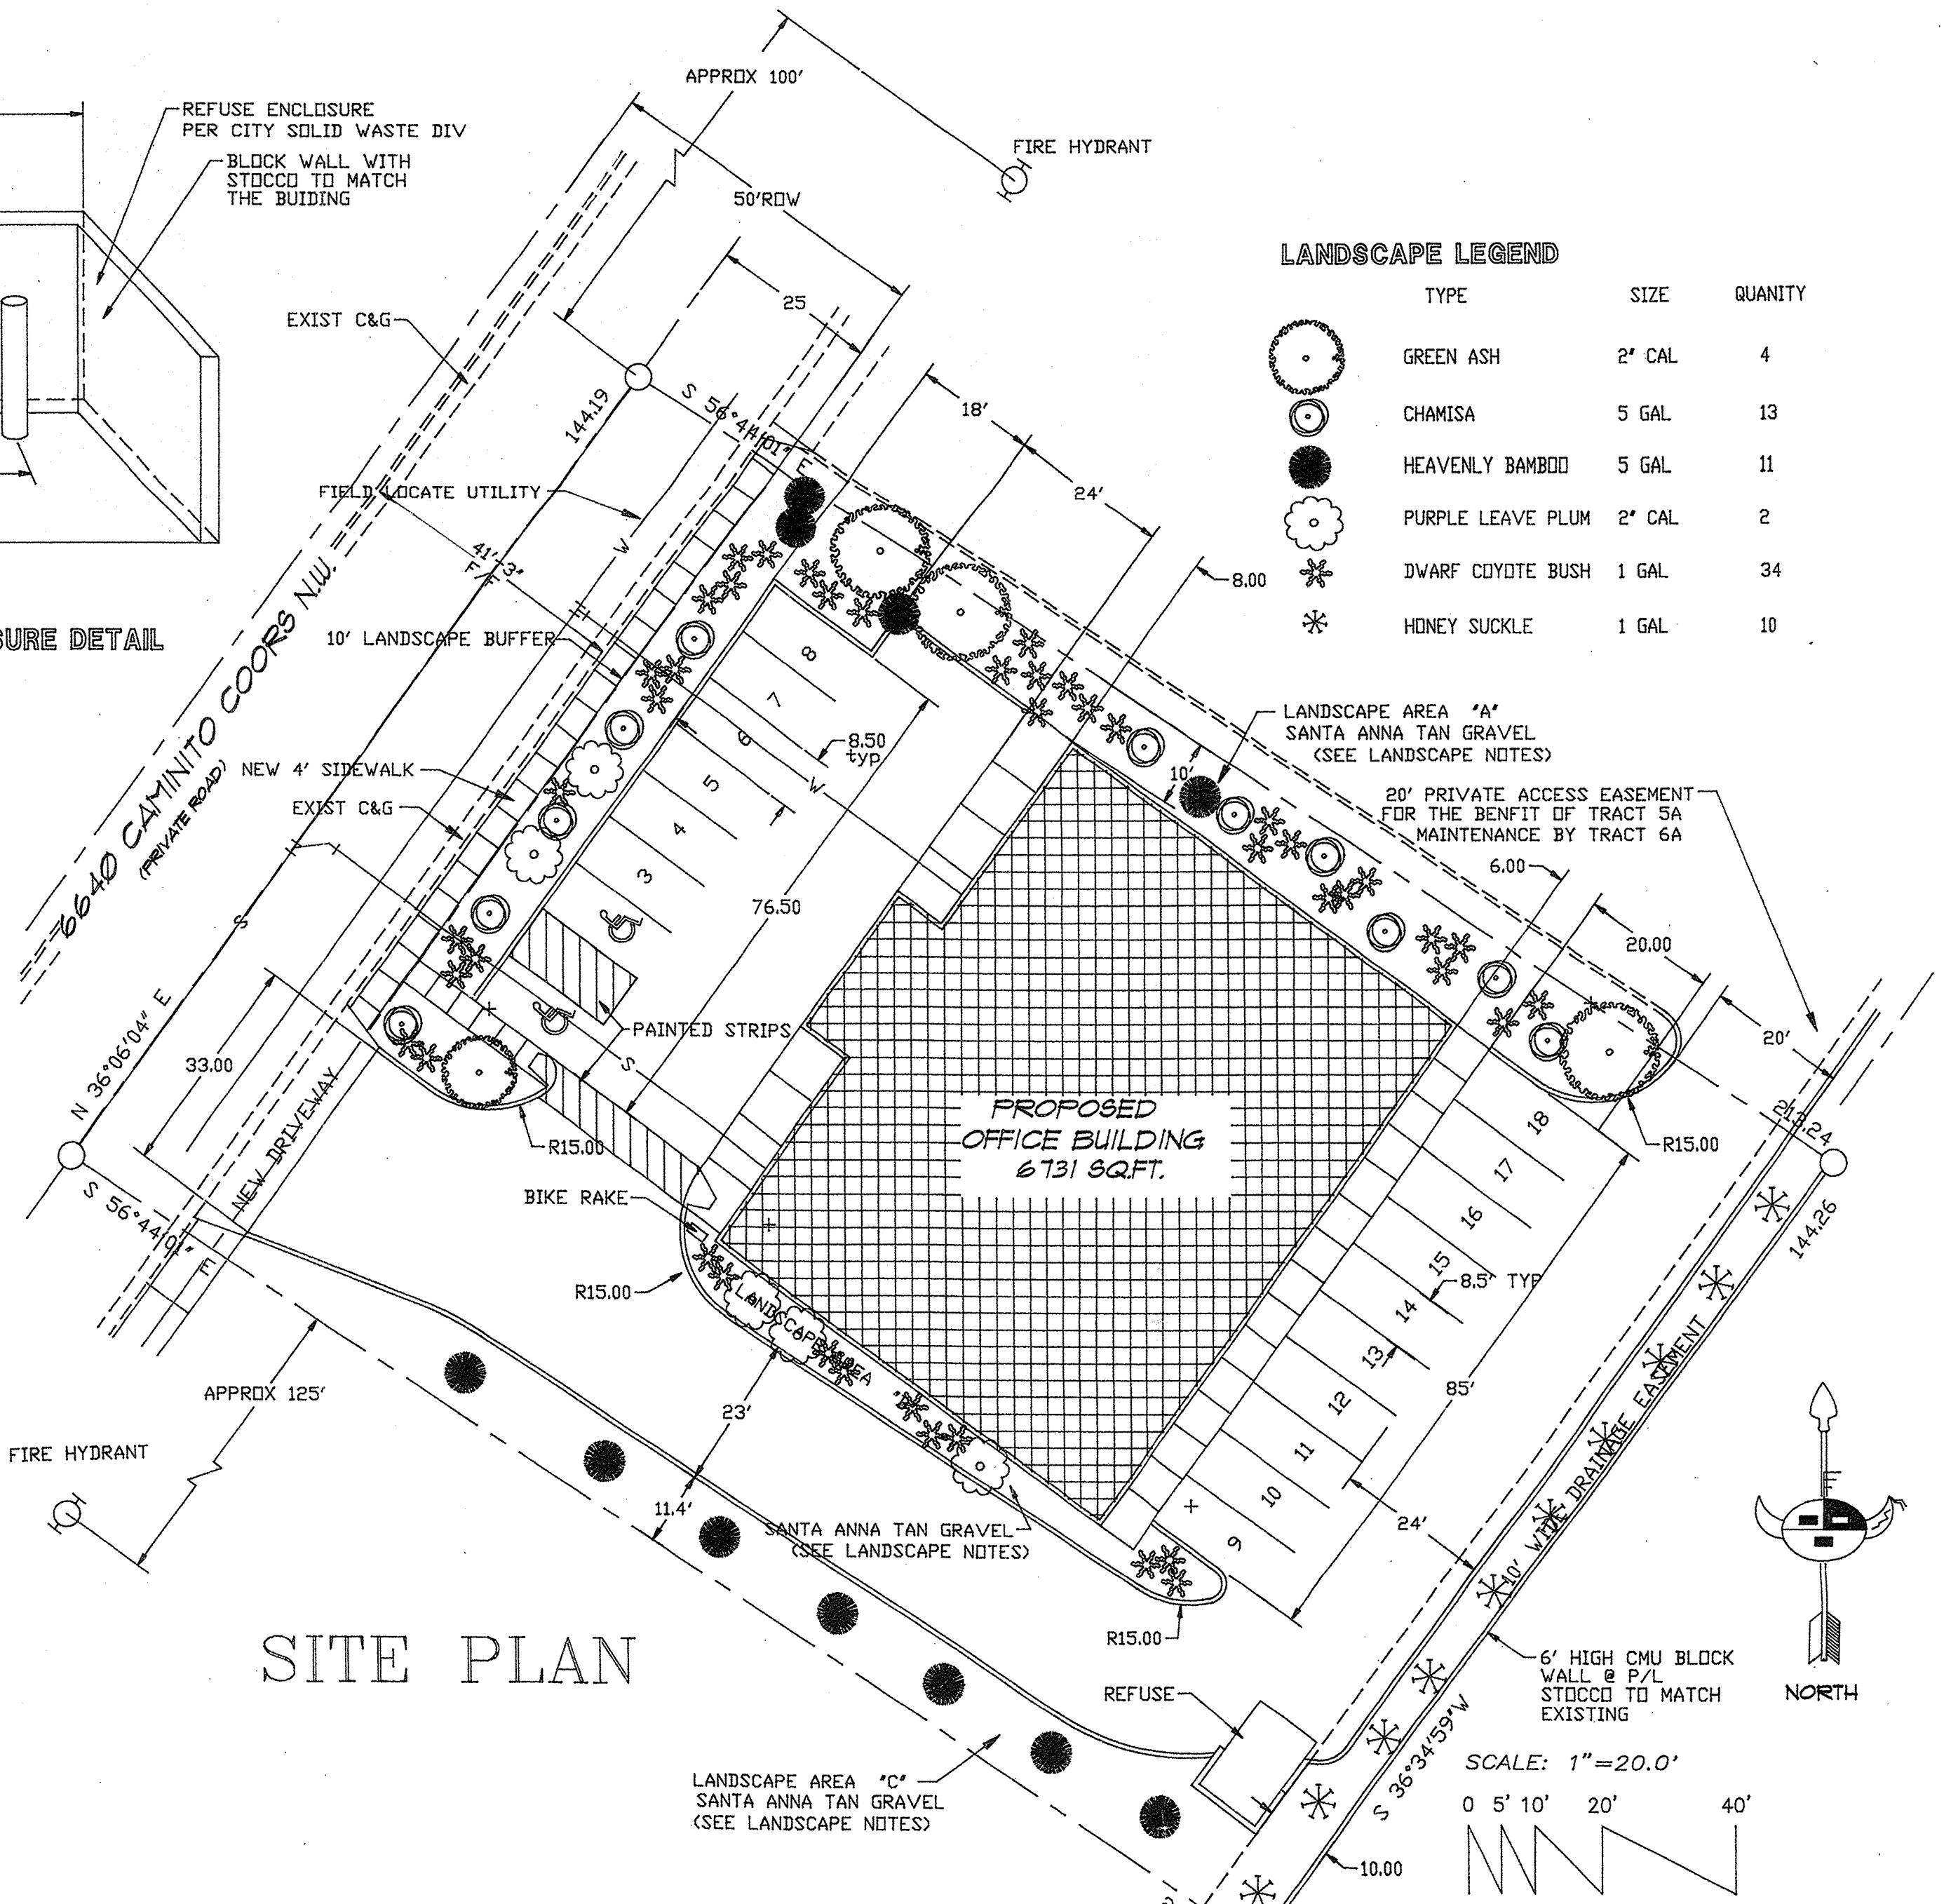 REFUSE ENCLOSURE
PER CITY SOLID WASTE DIV
BLOCK WALL WITH
STOCCO TO MATCH
THE BUIDING
SURE DETAIL
APPROX 100'
FIRE HYDRANT
50'ROW
25
EXIST C&G
144.19
S 56°44'01" E
18'
24'
8.00
FIELD LOCATE UTILITY
W
41'-3"
F/F
10' LANDSCAPE BUFFER
6640 CAMINITO COORS N.W.
(PRIVATE ROAD)
NEW 4' SIDEWALK
EXIST C&G
LANDSCAPE LEGEND
TYPE SIZE QUANITY
GREEN ASH 2" CAL 4
CHAMISA 5 GAL 13
HEAVENLY BAMBOO 5 GAL 11
PURPLE LEAVE PLUM 2" CAL 2
DWARF COYOTE BUSH 1 GAL 34
HONEY SUCKLE 1 GAL 10
LANDSCAPE AREA "A"
SANTA ANNA TAN GRAVEL
(SEE LANDSCAPE NOTES)
10'
20' PRIVATE ACCESS EASEMENT
FOR THE BENFIT OF TRACT 5A
MAINTENANCE BY TRACT 6A
6.00
20.00
20'
8
7
6
5
4
3
8.50
typ
W
76.50
PAINTED STRIPS
S
S
N 36°06'04" E
33.00
NEW DRIVEWAY
S 56°44'01" E
R15.00
BIKE RAKE
R15.00
PROPOSED
OFFICE BUILDING
6731 SQ.FT.
213.24
R15.00
18
17
16
15
14
13
12
11
10
9
8.5' TYP
85'
24'
144.26
10' WIDE DRAINAGE EASEMENT
LANDSCAPE AREA
"B"
23'
11.4'
APPROX 125'
FIRE HYDRANT
SANTA ANNA TAN GRAVEL
(SEE LANDSCAPE NOTES)
R15.00
SITE PLAN
REFUSE
LANDSCAPE AREA "C"
SANTA ANNA TAN GRAVEL
(SEE LANDSCAPE NOTES)
6' HIGH CMU BLOCK
WALL @ P/L
STOCCO TO MATCH
EXISTING
S 36°34'59"W
10.00
NORTH
SCALE: 1"=20.0'
0 5' 10' 20' 40'